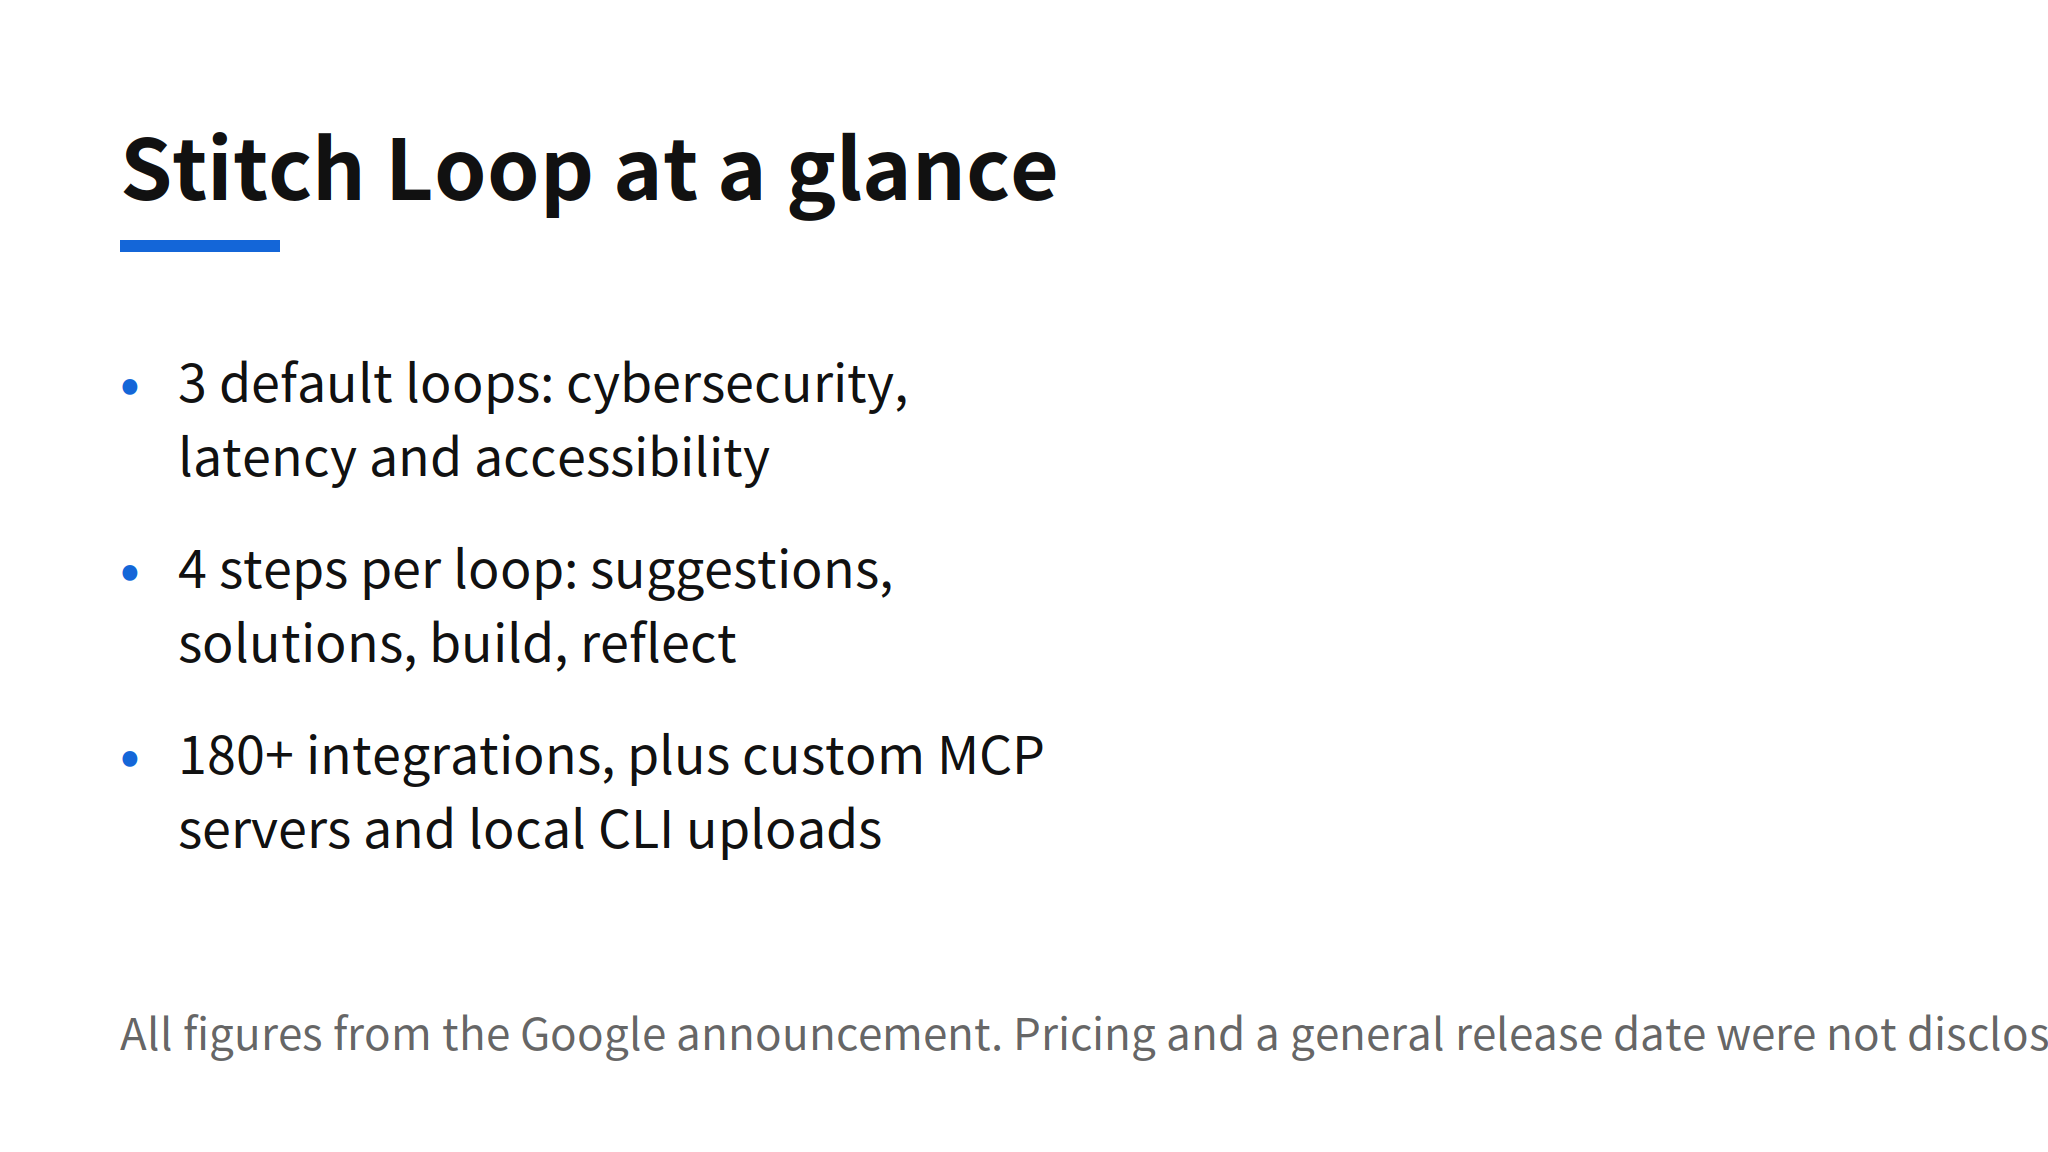 Stitch Loop at a glance
• 3 default loops: cybersecurity,
latency and accessibility
• 4 steps per loop: suggestions,
solutions, build, reflect
• 180+ integrations, plus custom MCP
servers and local CLI uploads
All figures from the Google announcement. Pricing and a general release date were not disclos